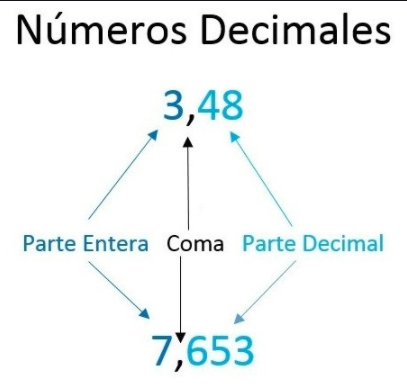 Números Decimales
3,48
Parte Entera Coma Parte Decimal
7,653